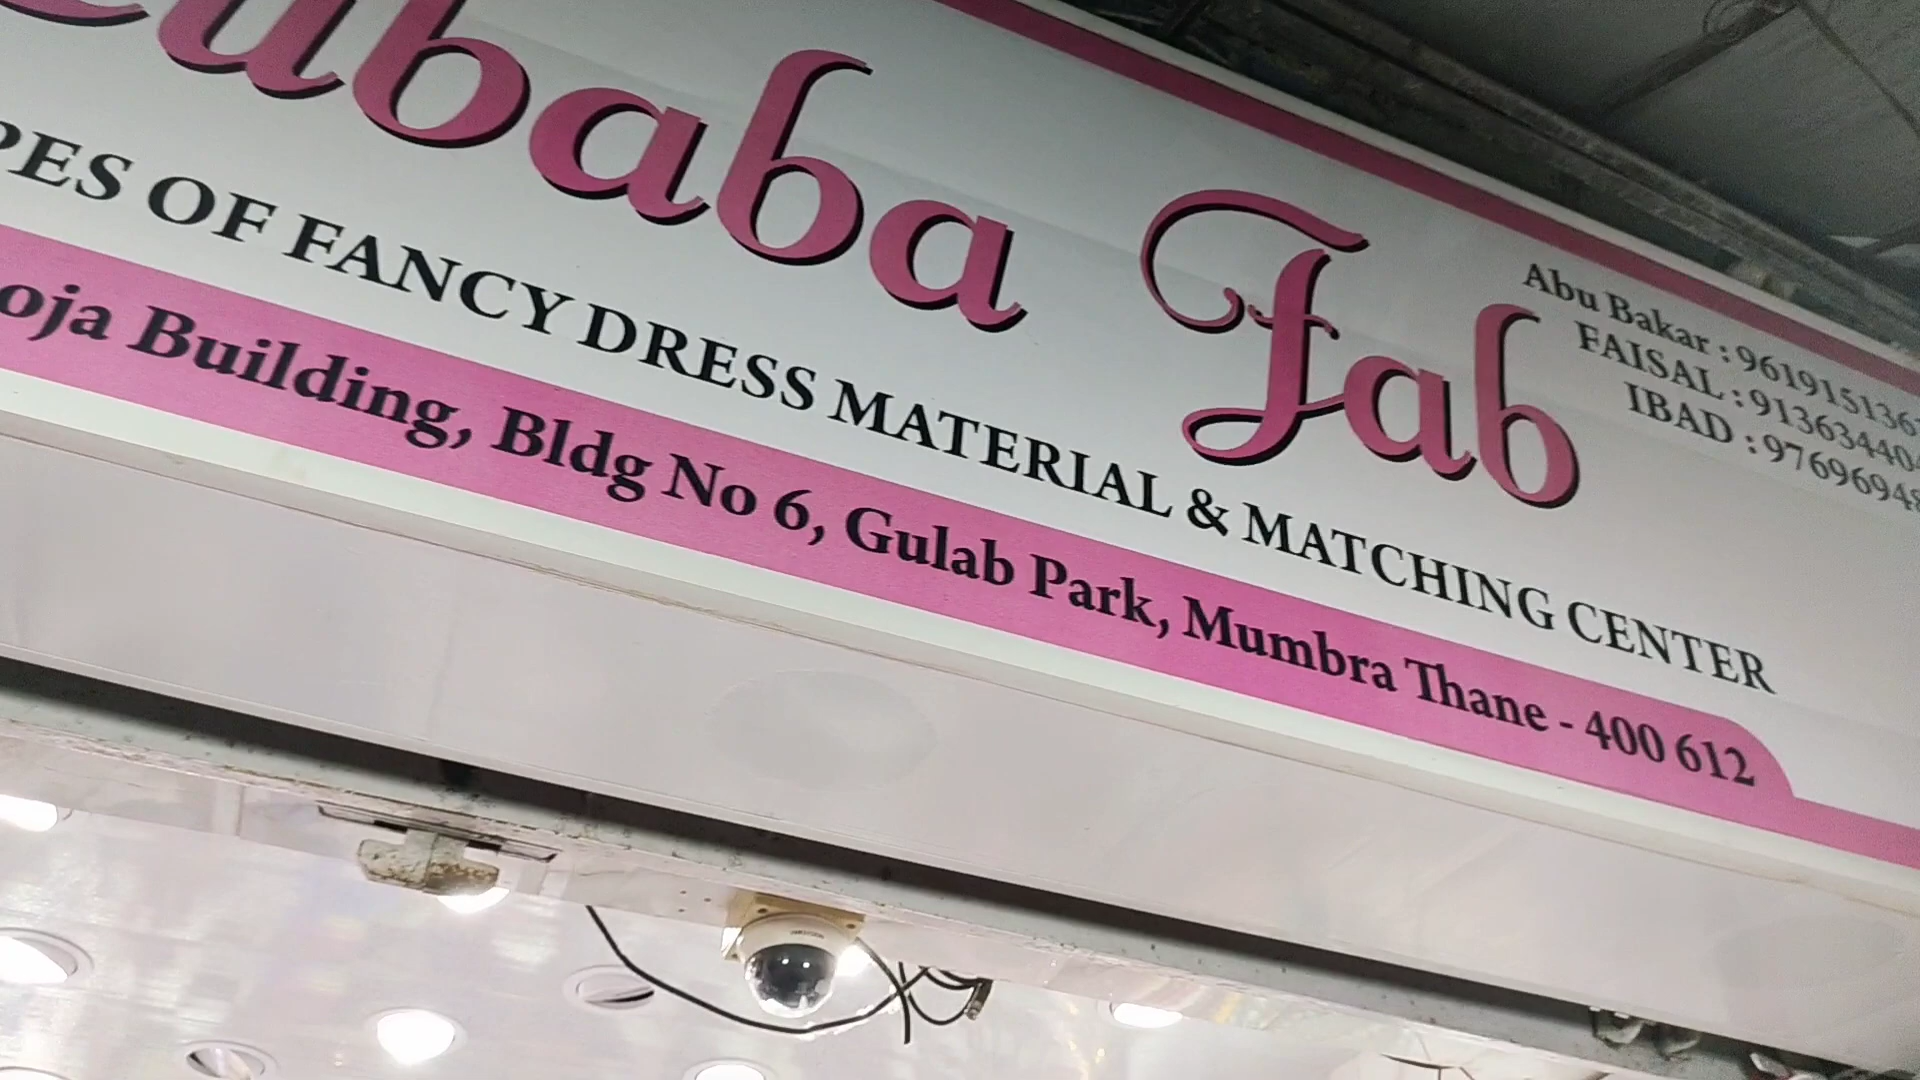 ubaba Fab
PES OF FANCY DRESS MATERIAL & MATCHING CENTER
oja Building, Bldg No 6, Gulab Park, Mumbra Thane - 400 612
Abu Bakar : 961915136
FAISAL : 91363440
IBAD : 97696948